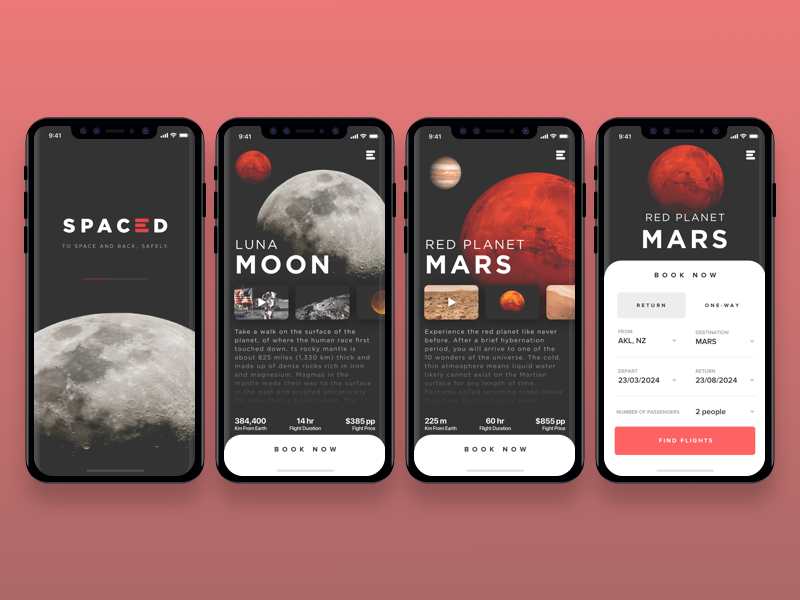 9:41
SPACED
TO SPACE AND BACK, SAFELY.
9:41
LUNA
MOON
Take a walk on the surface of the
planet, of where the human race first
touched down. Its rocky mantle is
about 825 miles (1,330 km) thick and
made up of dense rocks rich in iron
and magnesium. Magmas in the
mantle made their way to the surface
in the past and erupted volcanically
384,400
Km From Earth
14 hr
Flight Duration
$385 pp
Fight Price
BOOK NOW
9:41
RED PLANET
MARS
Experience the red planet like never
before. After a brief hybernation
period, you will arrive to one of the
10 wonders of the universe. The cold,
thin atmosphere means liquid water
likely cannot exist on the Martian
surface for any length of time.
Features called recurring slope lineae
225 m
Km From Earth
60 hr
Flight Duration
$855 pp
Fight Price
BOOK NOW
9:41
RED PLANET
MARS
BOOK NOW
RETURN
ONE-WAY
FROM
AKL, NZ
DESTINATION
MARS
DEPART
23/03/2024
RETURN
23/08/2024
NUMBER OF PASSENGERS
2 people
FIND FLIGHTS